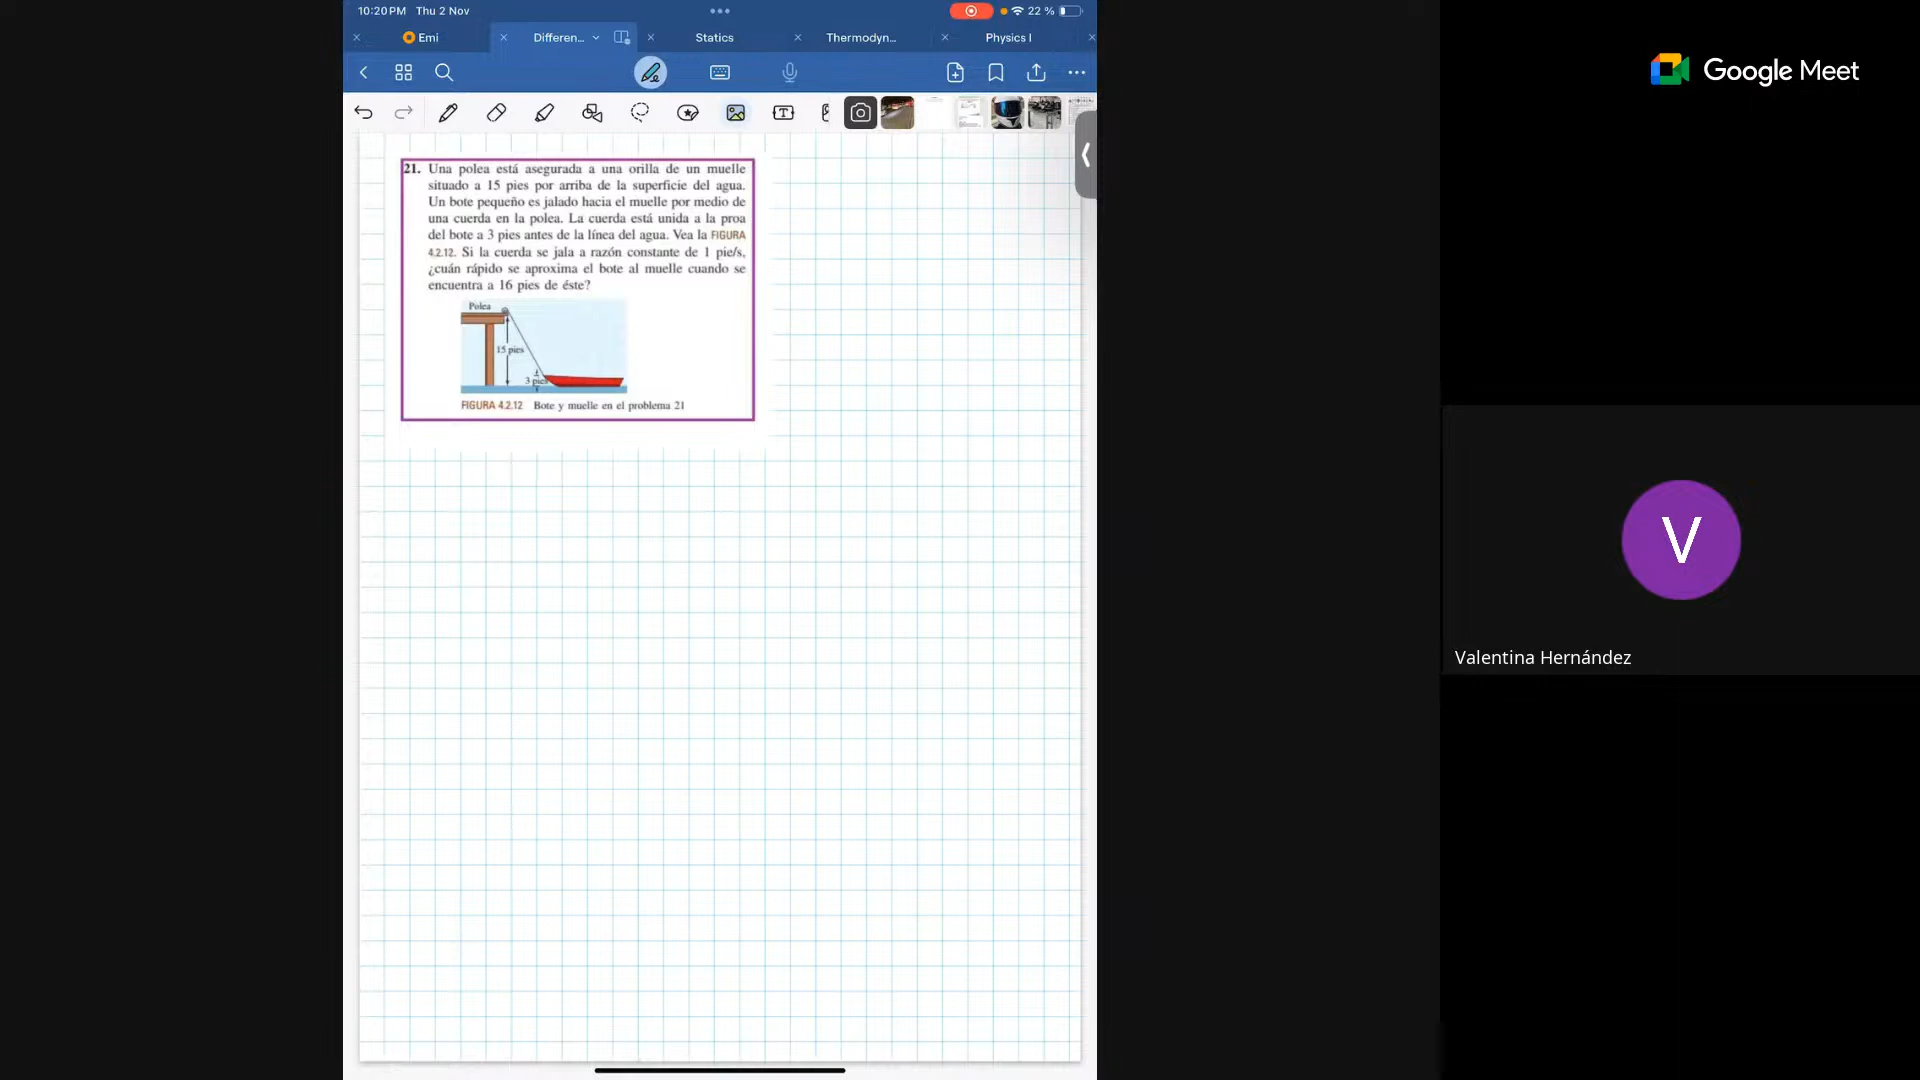 10:20 PM Thu 2 Nov
22 %
Emi
Differen...
Statics
Thermodyn...
Physics I
T
21. Una polea está asegurada a una orilla de un muelle
situado a 15 pies por arriba de la superficie del agua.
Un bote pequeño es jalado hacia el muelle por medio de
una cuerda en la polea. La cuerda está unida a la proa
del bote a 3 pies antes de la línea del agua. Vea la FIGURA
4.2.12. Si la cuerda se jala a razón constante de 1 pie/s,
¿cuán rápido se aproxima el bote al muelle cuando se
encuentra a 16 pies de éste?
Polea
15 pies
3 pies
FIGURA 4.2.12 Bote y muelle en el problema 21
Google Meet
V
Valentina Hernández